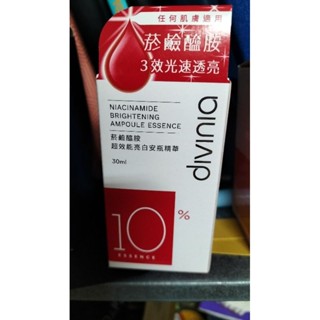 任何肌膚適用
菸鹼醯胺
3效光速透亮
NIACINAMIDE
BRIGHTENING
AMPOULE ESSENCE
菸鹼醯胺
超效能亮白安瓶精華
30ml
divinia
10%
ESSENCE